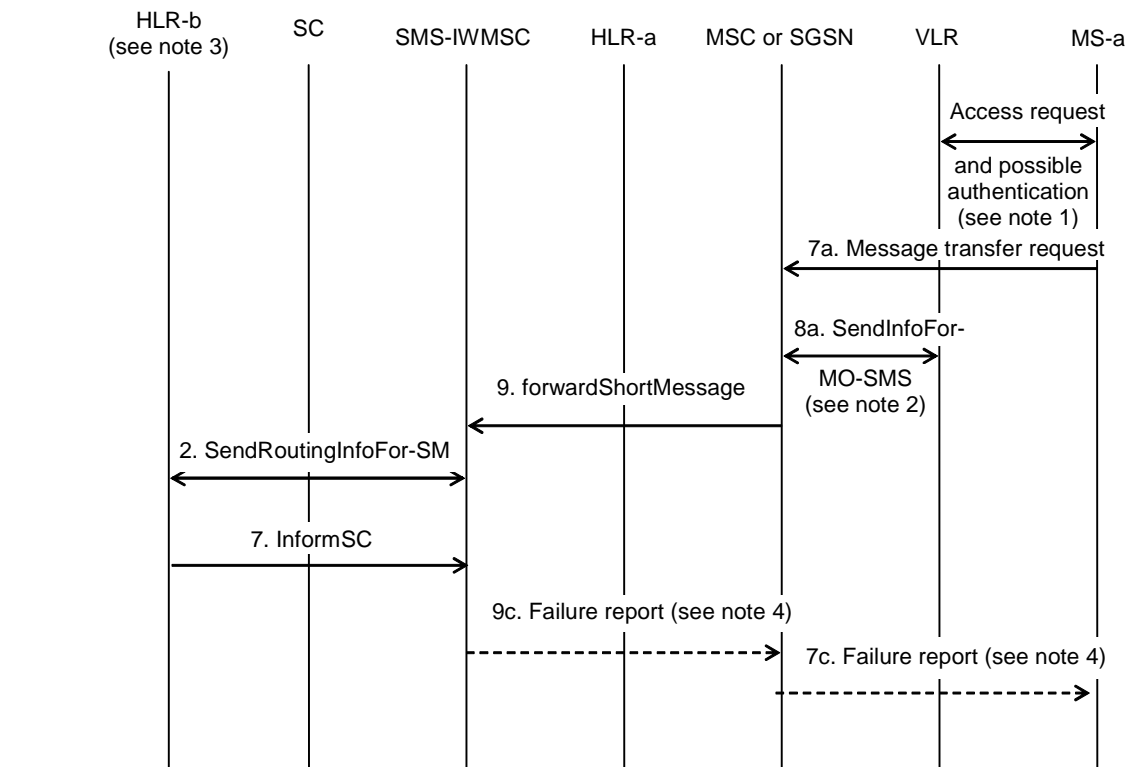 HLR-b
(see note 3)
SC
SMS-IWMSC
HLR-a
MSC or SGSN
VLR
MS-a
Access request
and possible
authentication
(see note 1)
7a. Message transfer request
8a. SendInfoFor-
MO-SMS
(see note 2)
9. forwardShortMessage
2. SendRoutingInfoFor-SM
7. InformSC
9c. Failure report (see note 4)
7c. Failure report (see note 4)